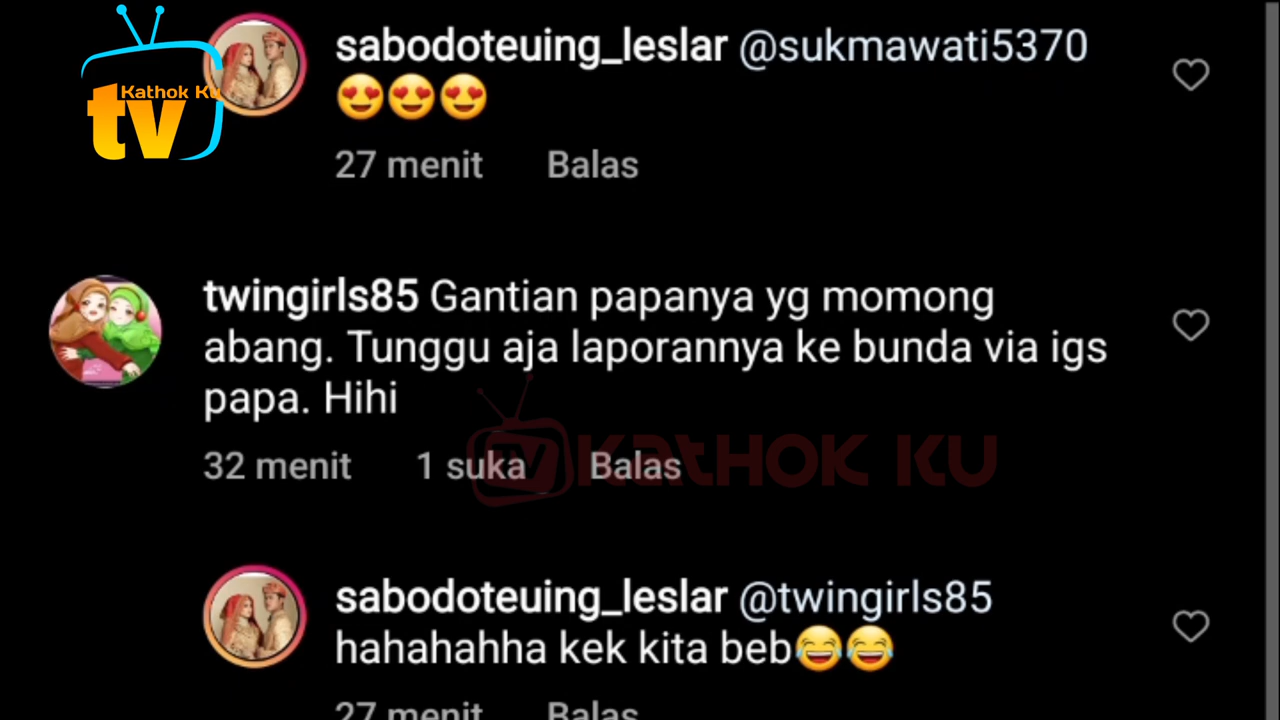 Kathok Ku
tv
sabodoteuing_leslar @sukmawati5370
😍😍😍
27 menit Balas
twingirls85 Gantian papanya yg momong
abang. Tunggu aja laporannya ke bunda via igs
papa. Hihi
32 menit 1 suka Balas
TV KATHOK KU
sabodoteuing_leslar @twingirls85
hahahahha kek kita beb😂😂
27 menit Balas